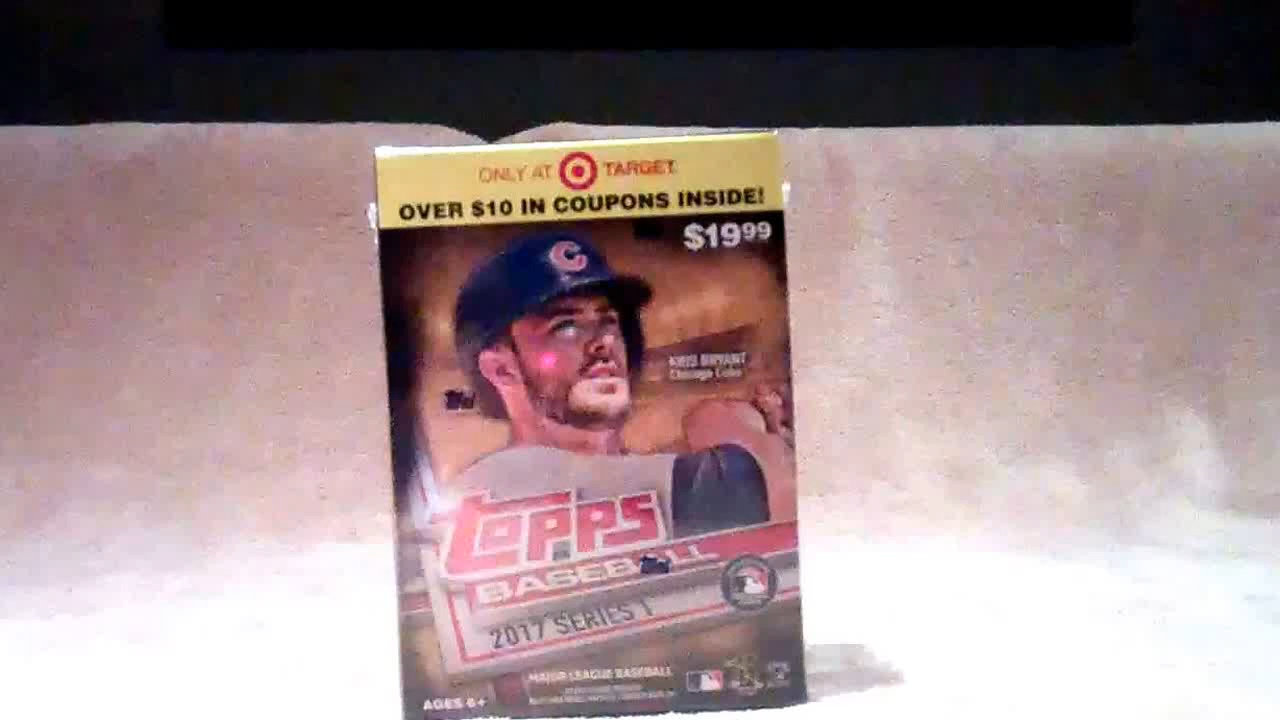 ONLY AT TARGET
OVER $10 IN COUPONS INSIDE!
$19.99
C
KRIS BRYANT
Chicago Cubs
topps
BASEBALL
2017 SERIES 1
MAJOR LEAGUE BASEBALL
AGES 6+